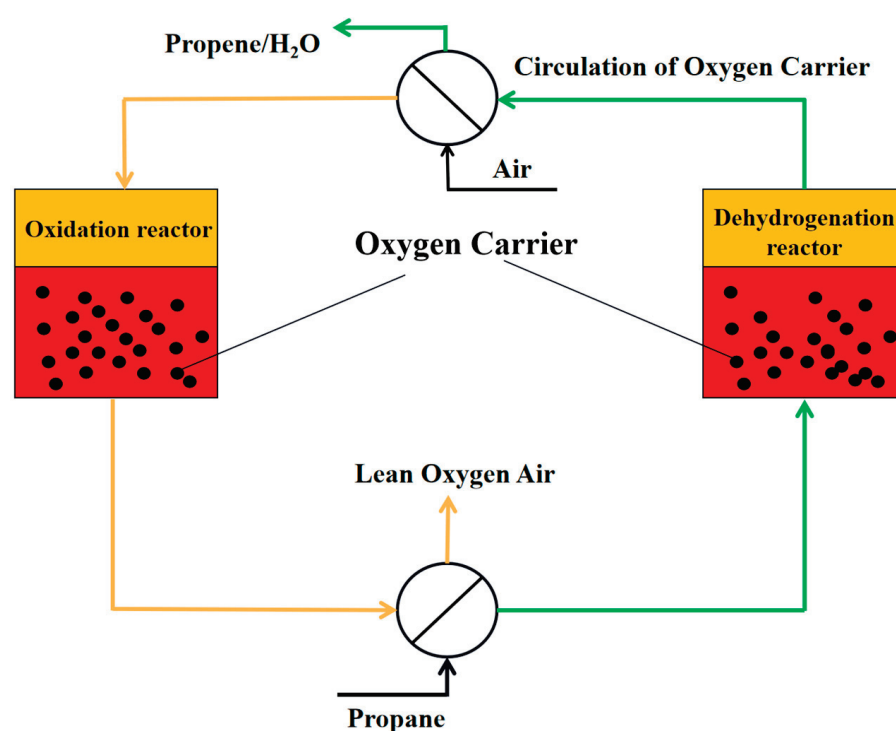 Propene/H₂O
Circulation of Oxygen Carrier
Air
Oxidation reactor
Oxygen Carrier
Dehydrogenation
reactor
Lean Oxygen Air
Propane